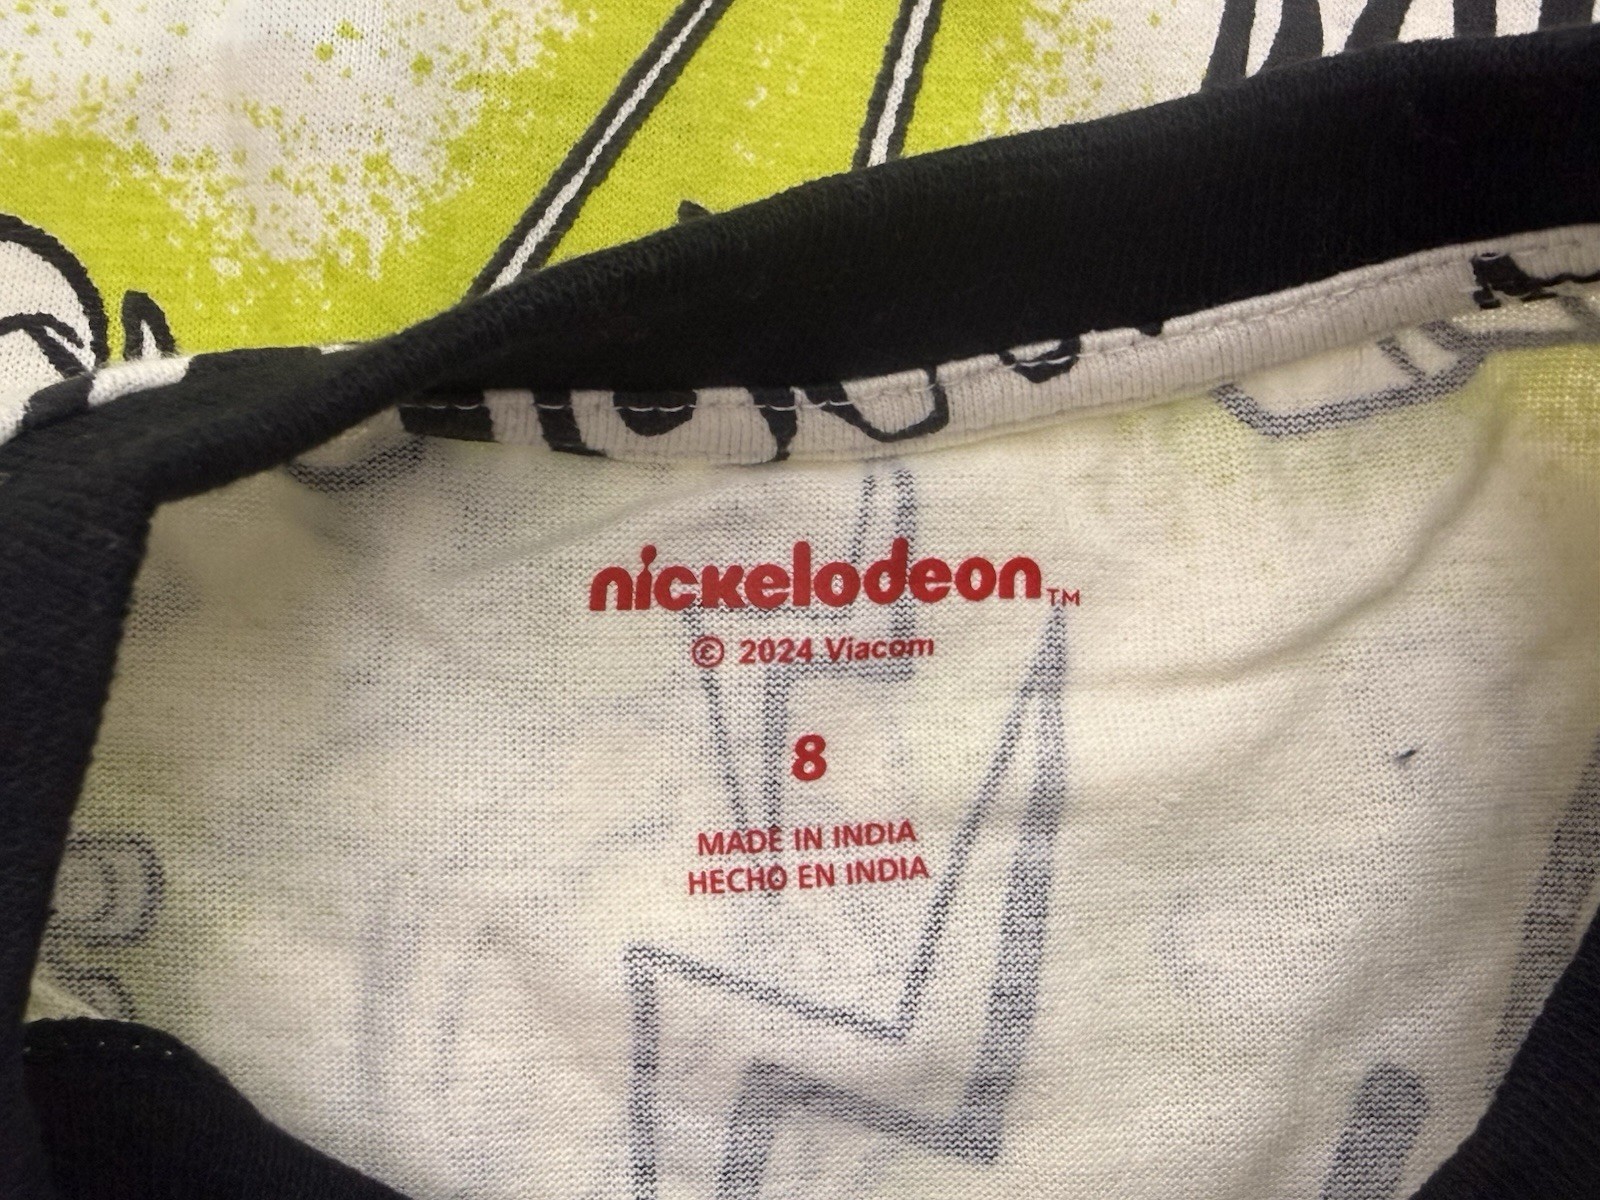 nickelodeon™
© 2024 Viacom
8
MADE IN INDIA
HECHO EN INDIA